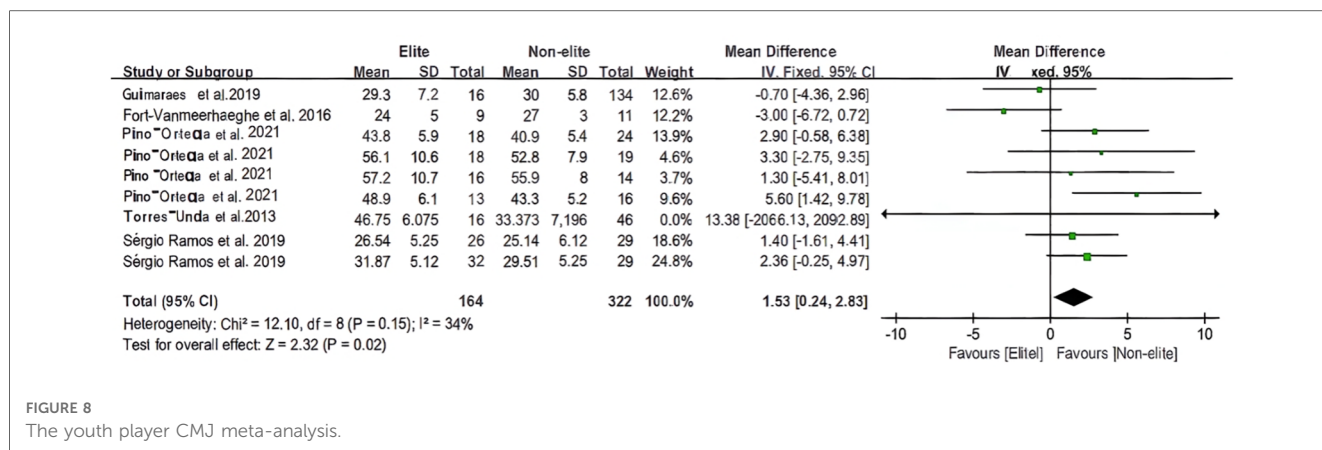 Elite Non-elite Mean Difference Mean Difference
Study or Subgroup Mean SD Total Mean SD Total Weight IV. Fixed. 95% CI IV. xed. 95%
Guimaraes et al.2019 29.3 7.2 16 30 5.8 134 12.6% -0.70 [-4.36, 2.96]
Fort-Vanmeerhaeghe et al. 2016 24 5 9 27 3 11 12.2% -3.00 [-6.72, 0.72]
Pino-Ortega et al. 2021 43.8 5.9 18 40.9 5.4 24 13.9% 2.90 [-0.58, 6.38]
Pino-Ortega et al. 2021 56.1 10.6 18 52.8 7.9 19 4.6% 3.30 [-2.75, 9.35]
Pino-Ortega et al. 2021 57.2 10.7 16 55.9 8 14 3.7% 1.30 [-5.41, 8.01]
Pino-Ortega et al. 2021 48.9 6.1 13 43.3 5.2 16 9.6% 5.60 [1.42, 9.78]
Torres-Unda et al.2013 46.75 6.075 16 33.373 7,196 46 0.0% 13.38 [-2066.13, 2092.89]
Sérgio Ramos et al. 2019 26.54 5.25 26 25.14 6.12 29 18.6% 1.40 [-1.61, 4.41]
Sérgio Ramos et al. 2019 31.87 5.12 32 29.51 5.25 29 24.8% 2.36 [-0.25, 4.97]
Total (95% CI) 164 322 100.0% 1.53 [0.24, 2.83]
Heterogeneity: Chi² = 12.10, df = 8 (P = 0.15); I² = 34%
Test for overall effect: Z = 2.32 (P = 0.02)
-10 -5 0 5 10
Favours [Elitel] Favours ]Non-elite]
FIGURE 8
The youth player CMJ meta-analysis.